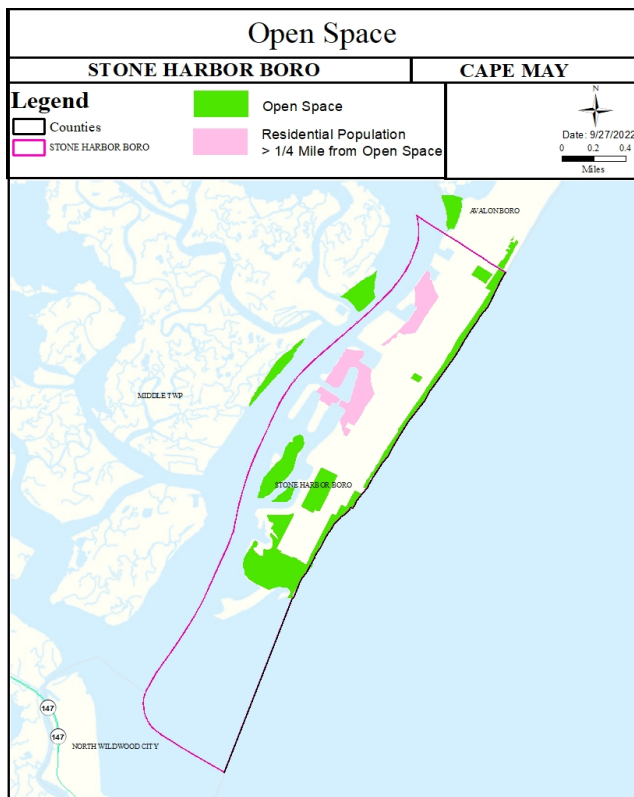 Open Space
STONE HARBOR BORO
CAPE MAY
Legend
Counties
STONE HARBOR BORO
Open Space
Residential Population
> 1/4 Mile from Open Space
N
Date: 9/27/2022
0 0.2 0.4
Miles
AVALON BORO
MIDDLE TWP
STONE HARBOR BORO
147
147
NORTH WILDWOOD CITY